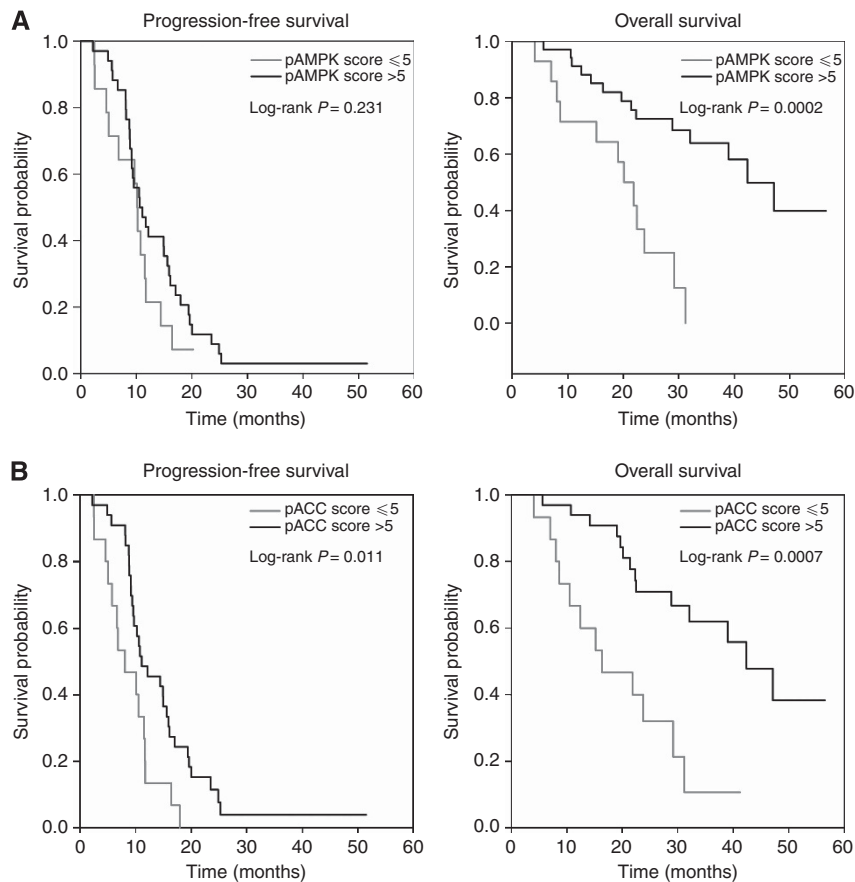 A
Progression-free survival
Overall survival
1.0
0.8
0.6
0.4
0.2
0.0
Survival probability
pAMPK score ⩽5
pAMPK score >5
Log-rank P = 0.231
0 10 20 30 40 50 60
Time (months)
1.0
0.8
0.6
0.4
0.2
0.0
Survival probability
pAMPK score ⩽5
pAMPK score >5
Log-rank P = 0.0002
0 10 20 30 40 50 60
Time (months)
B
Progression-free survival
Overall survival
1.0
0.8
0.6
0.4
0.2
0.0
Survival probability
pACC score ⩽5
pACC score >5
Log-rank P = 0.011
0 10 20 30 40 50 60
Time (months)
1.0
0.8
0.6
0.4
0.2
0.0
Survival probability
pACC score ⩽5
pACC score >5
Log-rank P = 0.0007
0 10 20 30 40 50 60
Time (months)